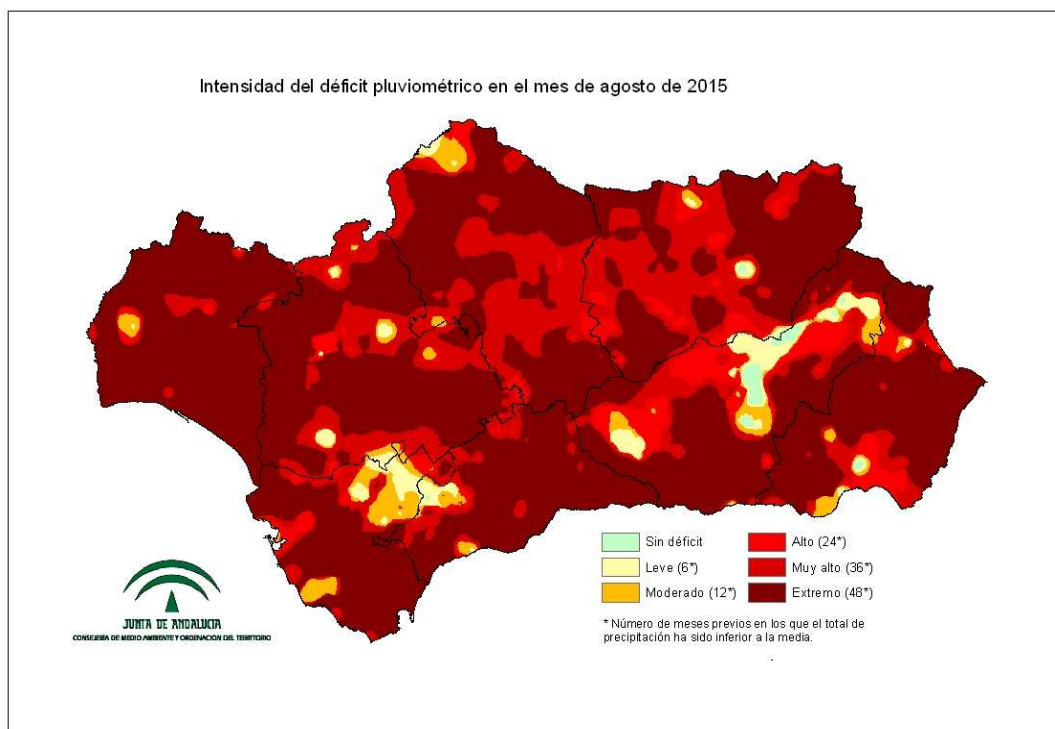 Intensidad del déficit pluviométrico en el mes de agosto de 2015
Sin déficit
Leve (6*)
Moderado (12*)
Alto (24*)
Muy alto (36*)
Extremo (48*)
* Número de meses previos en los que el total de
precipitación ha sido inferior a la media.
JUNTA DE ANDALUCIA
CONSEJERÍA DE MEDIO AMBIENTE Y ORDENACIÓN DEL TERRITORIO